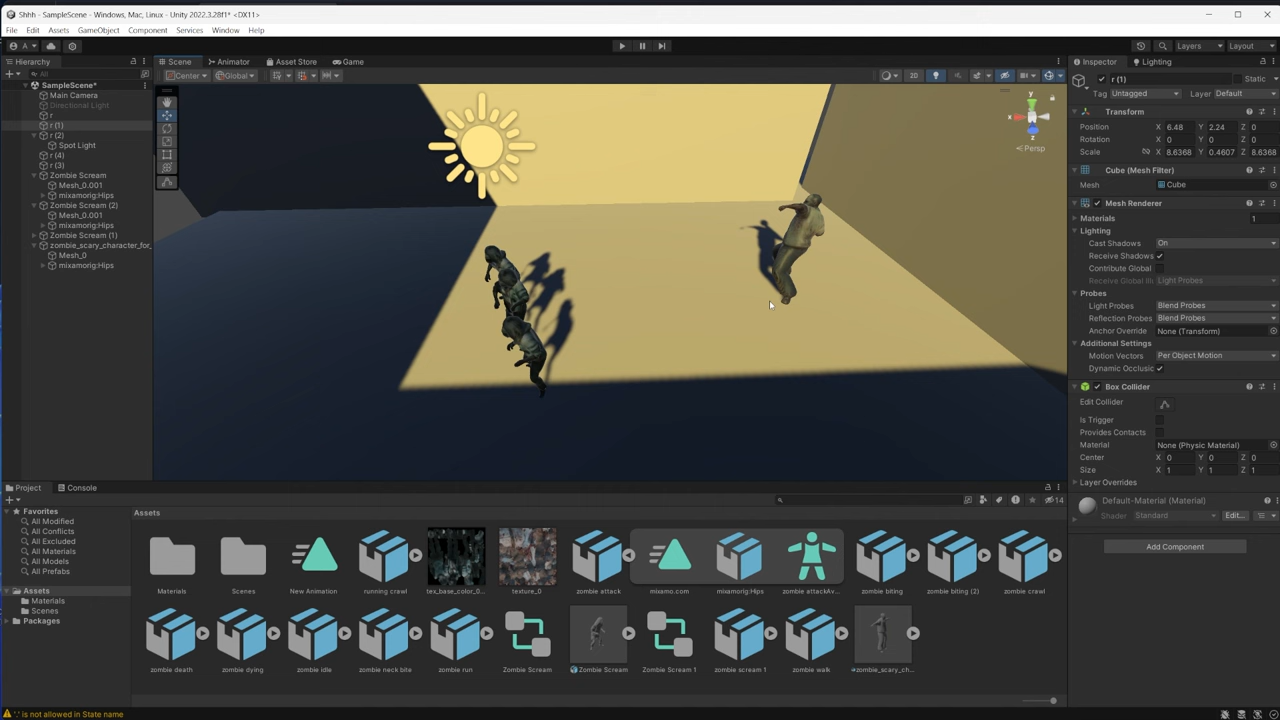 Shhh - SampleScene - Windows, Mac, Linux - Unity 2022.3.28f1* <DX11>
File Edit Assets GameObject Component Services Window Help
A Layers Layout
Hierarchy
All
SampleScene*
Main Camera
Directional Light
r
r (1)
r (2)
Spot Light
r (4)
r (3)
Zombie Scream
Mesh_0.001
mixamorig:Hips
Zombie Scream (2)
Mesh_0.001
mixamorig:Hips
Zombie Scream (1)
zombie_scary_character_for_
Mesh_0
mixamorig:Hips
Scene Animator Asset Store Game
Center Global 2D
y
x
z
Persp
Inspector Lighting
r (1) Static
Tag Untagged Layer Default
Transform
Position X 6.48 Y 2.24 Z 0
Rotation X 0 Y 0 Z 0
Scale X 8.6368 Y 0.4607 Z 8.6368
Cube (Mesh Filter)
Mesh Cube
Mesh Renderer
Materials 1
Lighting
Cast Shadows On
Receive Shadows
Contribute Global
Receive Global Ill Light Probes
Probes
Light Probes Blend Probes
Reflection Probes Blend Probes
Anchor Override None (Transform)
Additional Settings
Motion Vectors Per Object Motion
Dynamic Occlusic
Box Collider
Edit Collider
Is Trigger
Provides Contacts
Material None (Physic Material)
Center X 0 Y 0 Z 0
Size X 1 Y 1 Z 1
Layer Overrides
Default-Material (Material)
Shader Standard Edit...
Add Component
Project Console
14
Favorites
All Modified
All Conflicts
All Excluded
All Materials
All Models
All Prefabs
Assets
Materials
Scenes
Packages
Assets
Materials Scenes New Animation running crawl tex_base_color_0... texture_0 zombie attack mixamo.com mixamorig:Hips zombie attackAv... zombie biting zombie biting (2) zombie crawl
zombie death zombie dying zombie idle zombie neck bite zombie run Zombie Scream Zombie Scream Zombie Scream 1 zombie scream 1 zombie walk zombie_scary_ch...
'.' is not allowed in State name